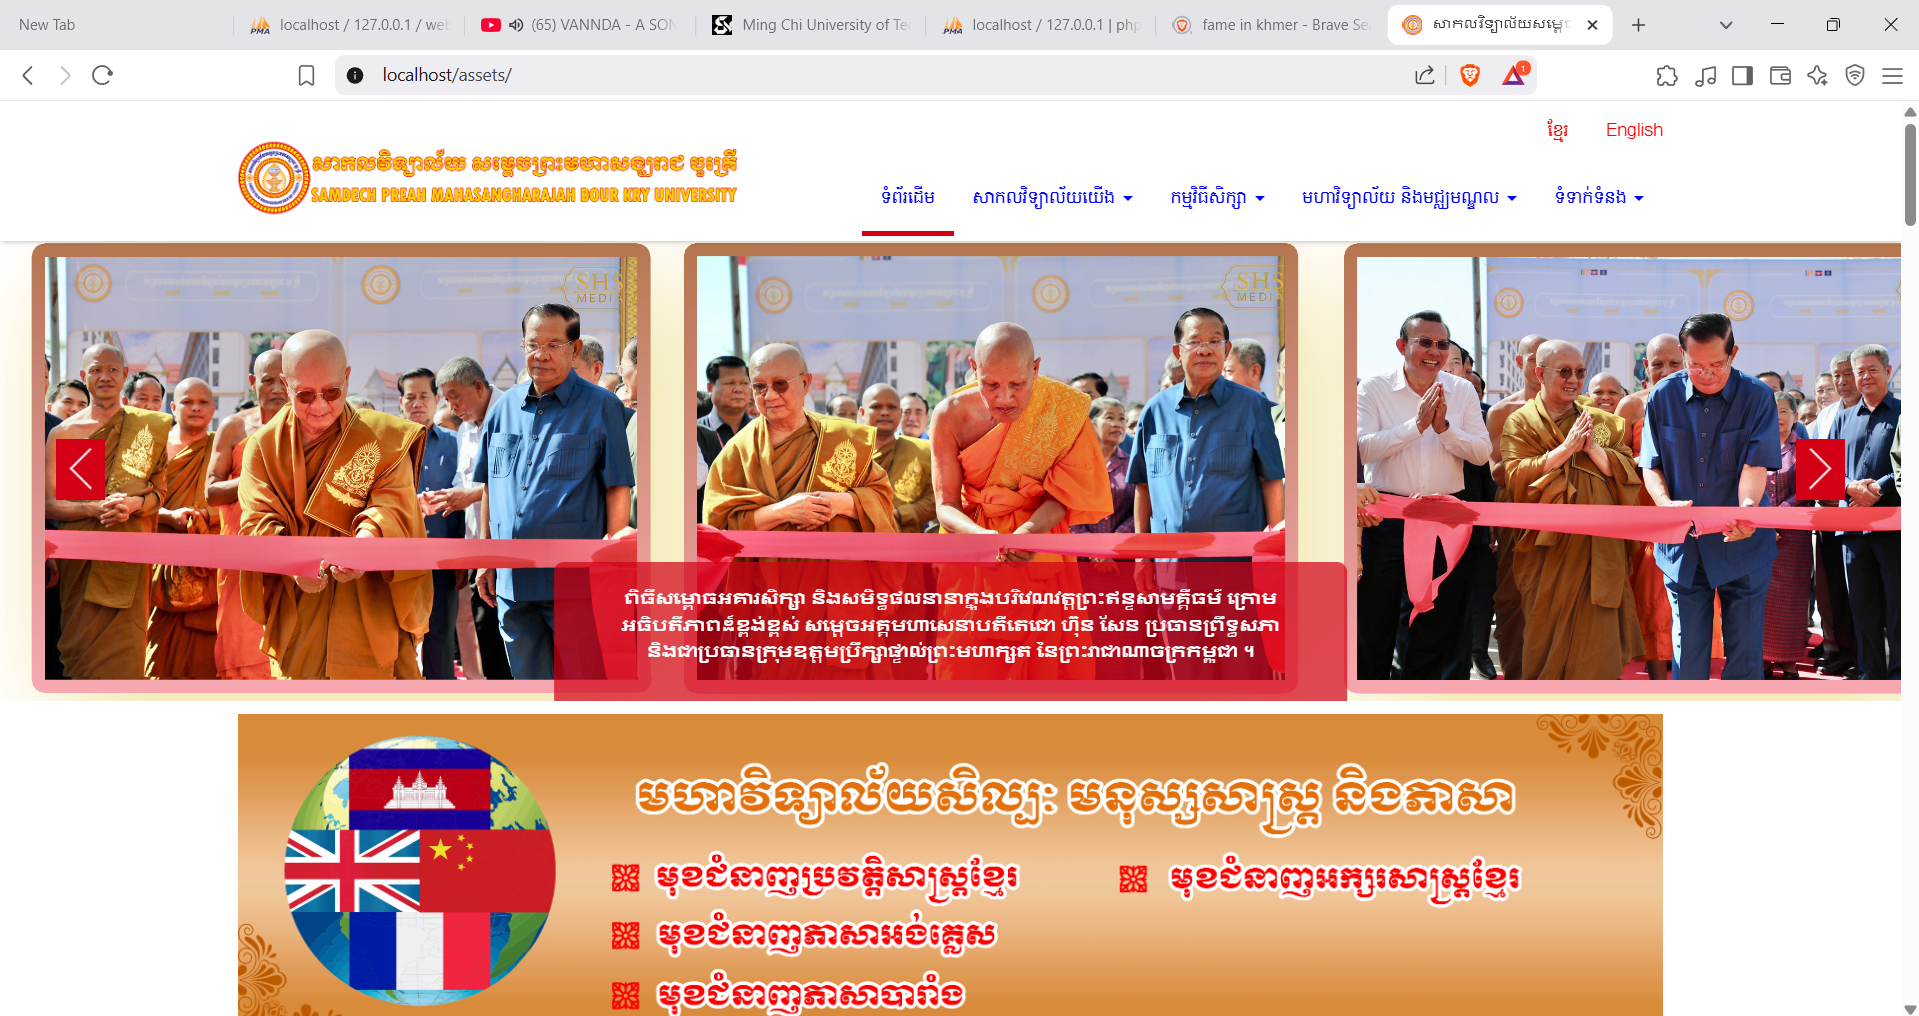 New Tab
localhost / 127.0.0.1 / web
(65) VANNDA - A SON
Ming Chi University of Te
localhost / 127.0.0.1 | php
fame in khmer - Brave Se
សាកលវិទ្យាល័យសម្តេច
localhost/assets/
1
ខ្មែរ
English
សាកលវិទ្យាល័យ សម្តេចព្រះមហាសង្ឃរាជ បួរគ្រី
SAMDECH PREAH MAHASANGHARAJAH BOUR KRY UNIVERSITY
ទំព័រដើម
សាកលវិទ្យាល័យយើង
កម្មវិធីសិក្សា
មហាវិទ្យាល័យ និងមជ្ឈមណ្ឌល
ទំទាក់ទំនង
SHS
MEDIA
SHS
MEDIA
ពិធីសម្ពោធអគារសិក្សា និងសមិទ្ធផលនានាក្នុងបរិវេណវត្តព្រះឥន្ទសាមគ្គីធម៍ ក្រោម
អធិបតីភាពដ៏ខ្ពង់ខ្ពស់ សម្តេចអគ្គមហាសេនាបតីតេជោ ហ៊ុន សែន ប្រធានព្រឹទ្ធសភា
និងជាប្រធានក្រុមឧត្តមប្រឹក្សាផ្ទាល់ព្រះមហាក្សត នៃព្រះរាជាណាចក្រកម្ពុជា ។
មហាវិទ្យាល័យសិល្បៈ មនុស្សសាស្ត្រ និងភាសា
មុខជំនាញប្រវត្តិសាស្ត្រខ្មែរ
មុខជំនាញអក្សរសាស្ត្រខ្មែរ
មុខជំនាញភាសាអង់គ្លេស
មុខជំនាញភាសាបារាំង